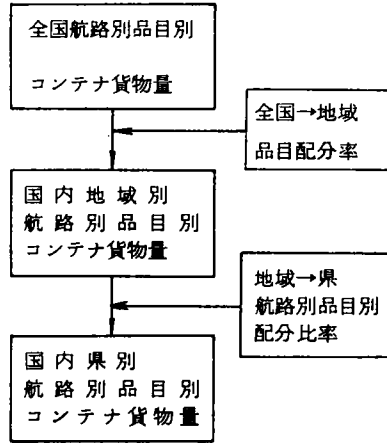 全国航路別品目別
コンテナ貨物量
全国→地域
品目配分率
国内地域別
航路別品目別
コンテナ貨物量
地域→県
航路別品目別
配分比率
国内県別
航路別品目別
コンテナ貨物量